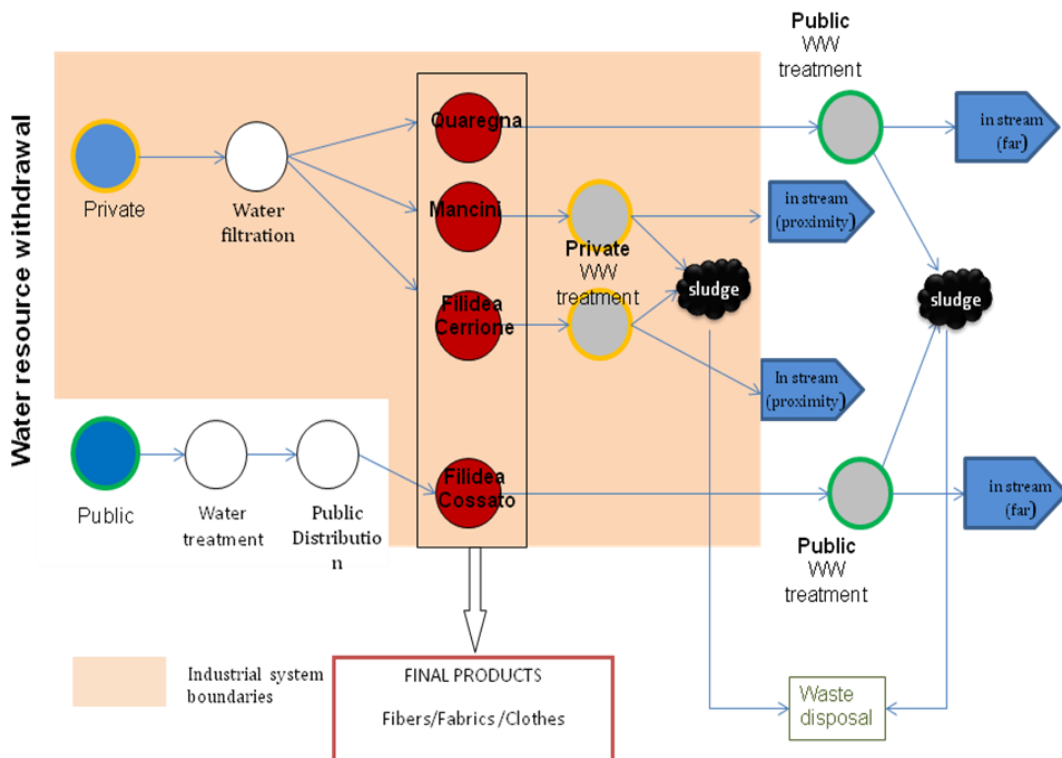 Water resource withdrawal
Public
WW
treatment
Quaregna
in stream
(far)
Private
Water
filtration
Mancini
in stream
(proximity)
Private
WW
treatment
sludge
sludge
Filidea
Cerrione
In stream
(proximity)
Public
Water
treatment
Public
Distributio
n
Filidea
Cossato
in stream
(far)
Public
WW
treatment
Industrial system
boundaries
FINAL PRODUCTS
Fibers/Fabrics/Clothes
Waste
disposal